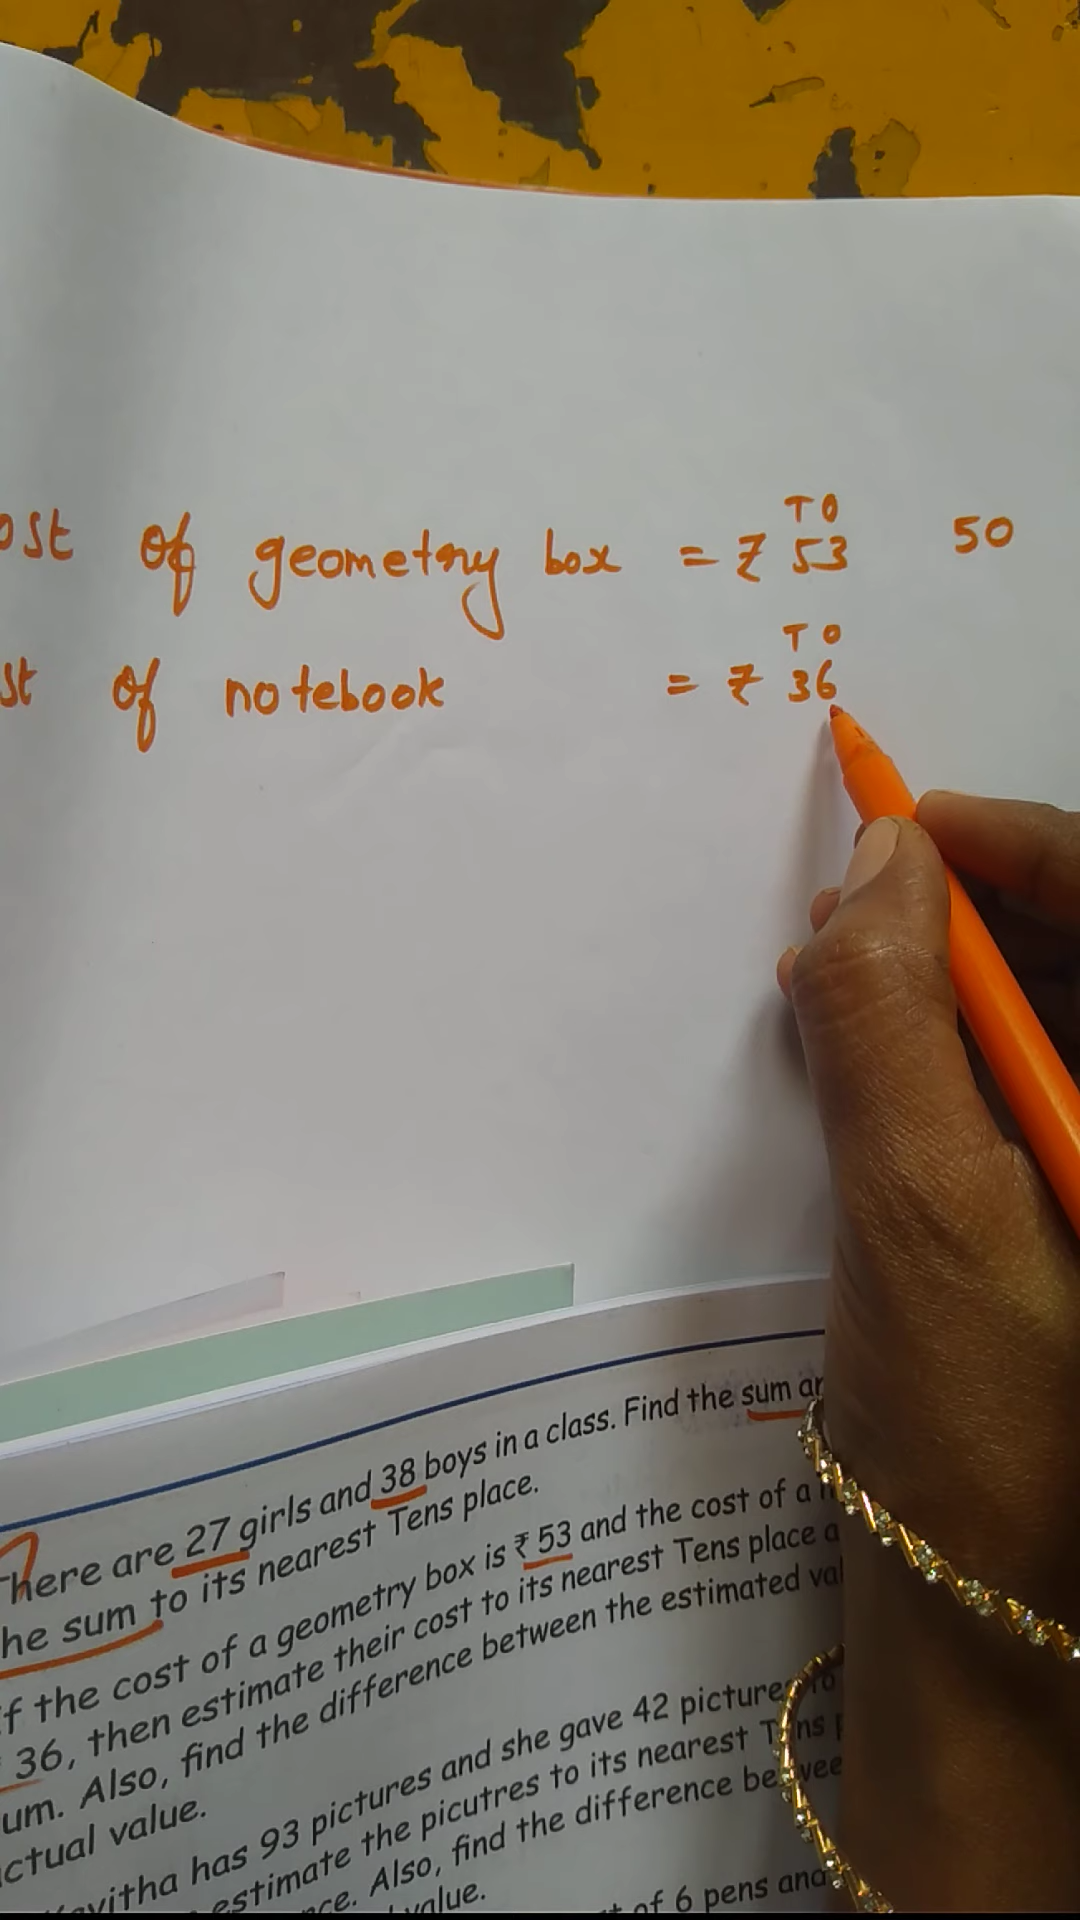 T O
ost of geometry box = ₹ 53 50
T O
st of notebook = ₹ 36
There are 27 girls and 38 boys in a class. Find the sum
he sum to its nearest Tens place.
f the cost of a geometry box is ₹ 53 and the cost of a
36, then estimate their cost to its nearest Tens place
um. Also, find the difference between the estimated
ctual value.
vitha has 93 pictures and she gave 42 pictures
estimate the picutres to its nearest Tens
nce. Also, find the difference
value.
of 6 pens and